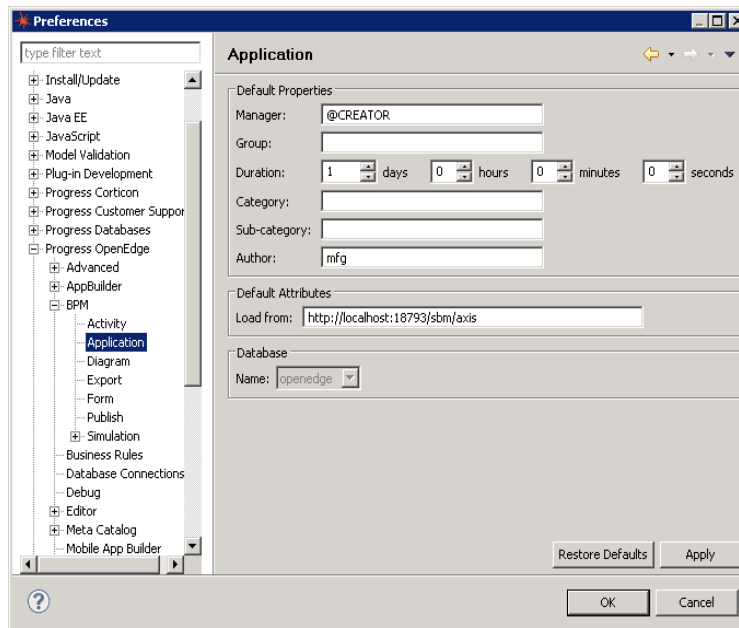 Preferences
type filter text
Application
Install/Update
Java
Java EE
JavaScript
Model Validation
Plug-in Development
Progress Corticon
Progress Customer Suppor
Progress Databases
Progress OpenEdge
Advanced
AppBuilder
BPM
Activity
Application
Diagram
Export
Form
Publish
Simulation
Business Rules
Database Connections
Debug
Editor
Meta Catalog
Mobile App Builder
Default Properties
Manager: @CREATOR
Group:
Duration: 1 days 0 hours 0 minutes 0 seconds
Category:
Sub-category:
Author: mfg
Default Attributes
Load from: http://localhost:18793/sbm/axis
Database
Name: openedge
Restore Defaults Apply
? OK Cancel